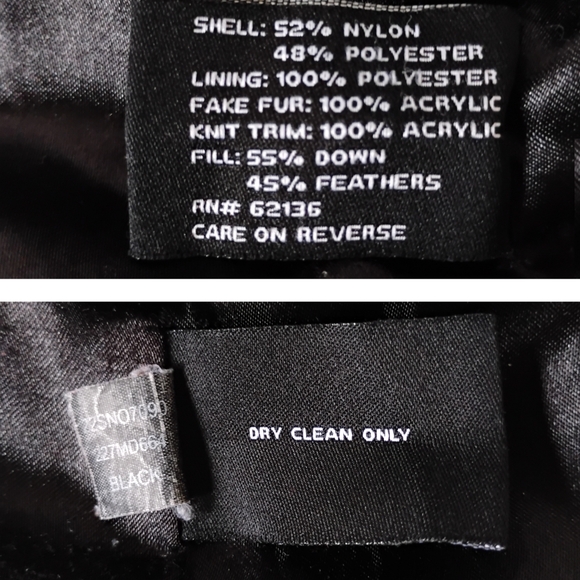 SHELL: 52% NYLON
48% POLYESTER
LINING: 100% POLYESTER
FAKE FUR: 100% ACRYLIC
KNIT TRIM: 100% ACRYLIC
FILL: 55% DOWN
45% FEATHERS
RN# 62136
CARE ON REVERSE
DRY CLEAN ONLY
BLACK